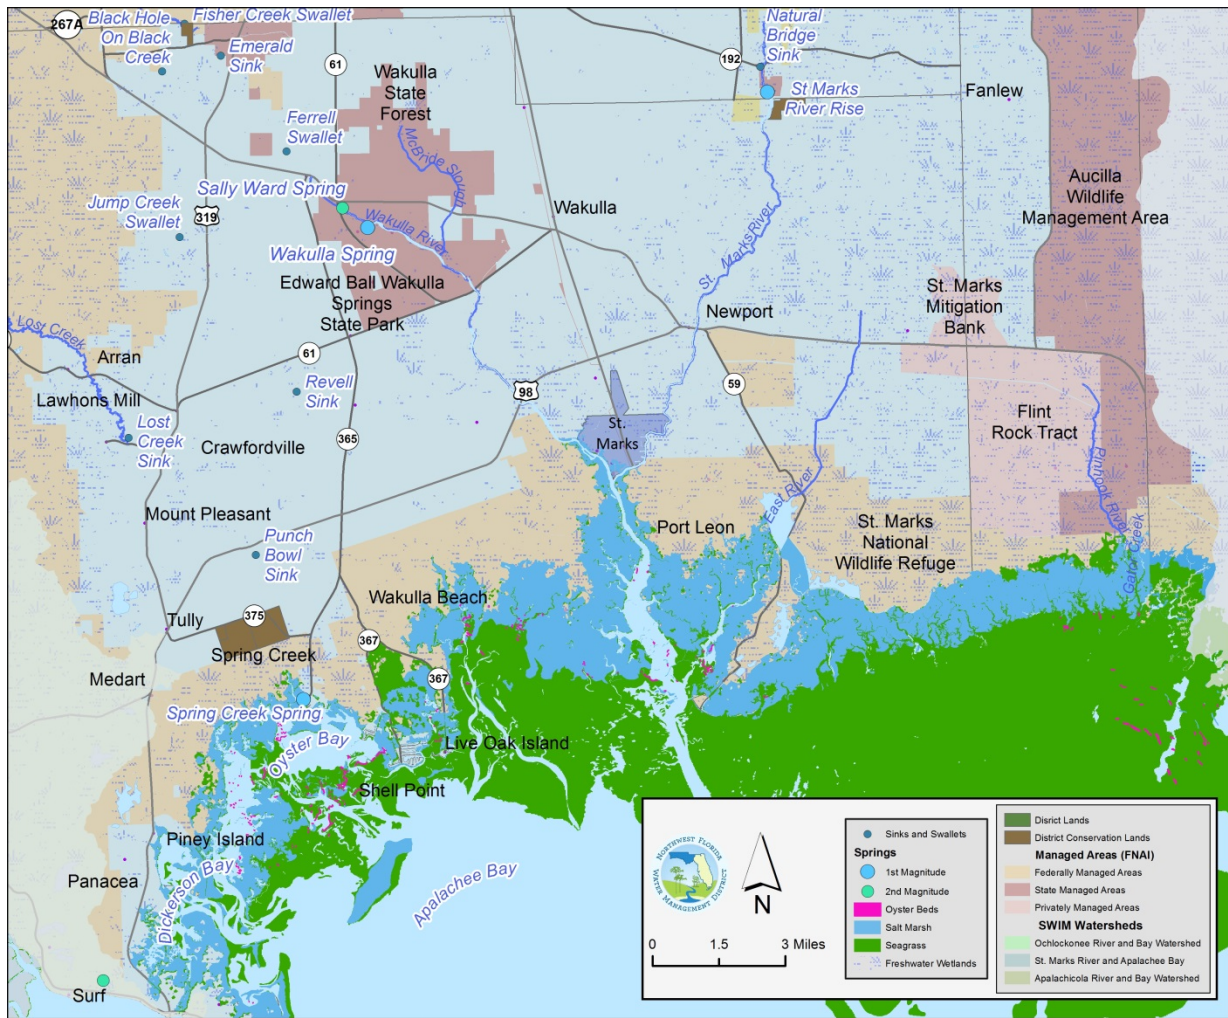 267A
Black Hole
On Black
Creek
Fisher Creek Swallet
Emerald
Sink
61
Wakulla
State
Forest
McBride Slough
Natural
Bridge
Sink
192
St Marks
River Rise
Fanlew
Ferrell
Swallet
Sally Ward Spring
Jump Creek
Swallet
319
Wakulla River
Wakulla Spring
Wakulla
Edward Ball Wakulla
Springs
State Park
St. Marks River
Aucilla
Wildlife
Management Area
St. Marks
Mitigation
Bank
Newport
Lost Creek
Arran
Lawhons Mill
61
Revell
Sink
98
59
Lost
Creek
Sink
Crawfordville
365
St.
Marks
Flint
Rock Tract
Pinhook River
Mount Pleasant
Punch
Bowl
Sink
Port Leon
East River
St. Marks
National
Wildlife Refuge
Gator Creek
Tully
375
Spring Creek
Wakulla Beach
367
367
Medart
Spring Creek Spring
Oyster Bay
Live Oak Island
Shell Point
Piney Island
Panacea
Dickerson Bay
Apalachee Bay
Surf
NORTHWEST FLORIDA
WATER MANAGEMENT DISTRICT
N
0 1.5 3 Miles
Sinks and Swallets
Springs
1st Magnitude
2nd Magnitude
Oyster Beds
Salt Marsh
Seagrass
Freshwater Wetlands
Disrict Lands
District Conservation Lands
Managed Areas (FNAI)
Federally Managed Areas
State Managed Areas
Privately Managed Areas
SWIM Watersheds
Ochlockonee River and Bay Watershed
St. Marks River and Apalachee Bay
Apalachicola River and Bay Watershed